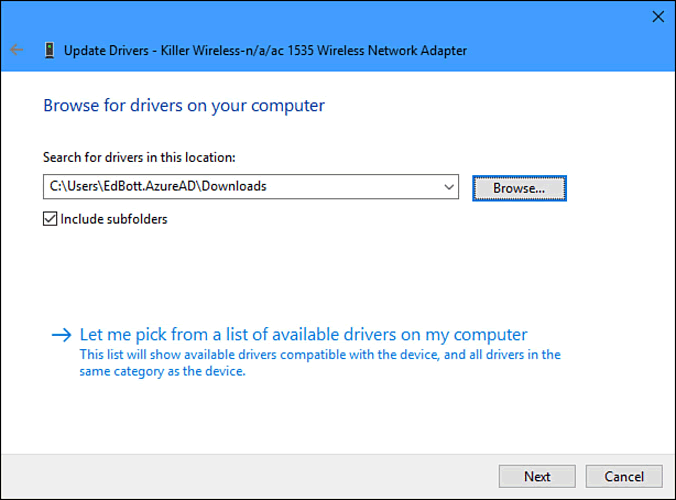 Update Drivers - Killer Wireless-n/a/ac 1535 Wireless Network Adapter
Browse for drivers on your computer
Search for drivers in this location:
C:\Users\EdBott.AzureAD\Downloads
Browse...
Include subfolders
Let me pick from a list of available drivers on my computer
This list will show available drivers compatible with the device, and all drivers in the
same category as the device.
Next
Cancel